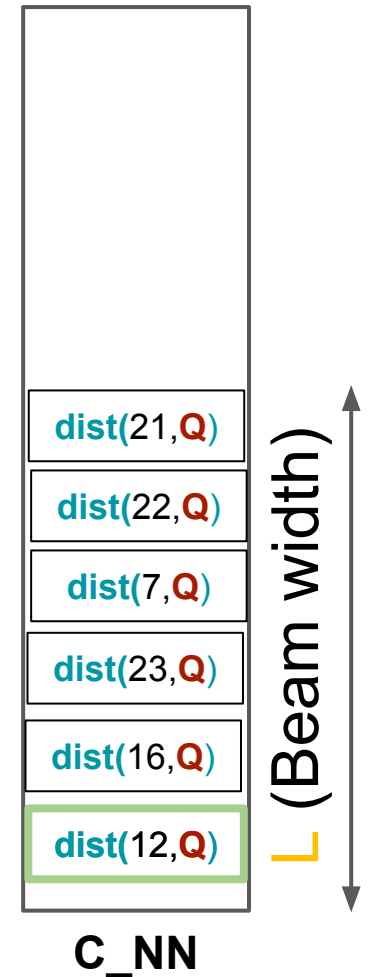 dist(21,Q)
dist(22,Q)
dist(7,Q)
dist(23,Q)
dist(16,Q)
dist(12,Q)
L (Beam width)
C_NN